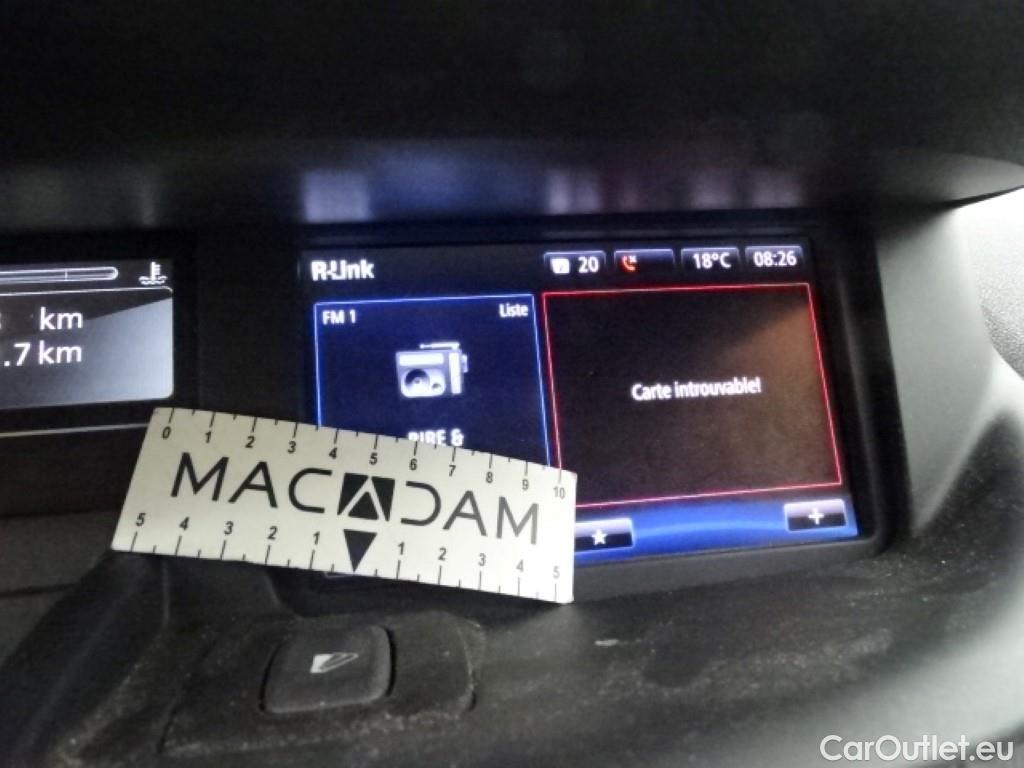 R-Link
20
18°C
08:26
FM 1
Liste
Carte introuvable!
km
.7 km
RIRE &
0 1 2 3 4 5 6 7 8 9 10
MACADAM
5 4 3 2 1 1 2 3 4 5
+
CarOutlet.eu